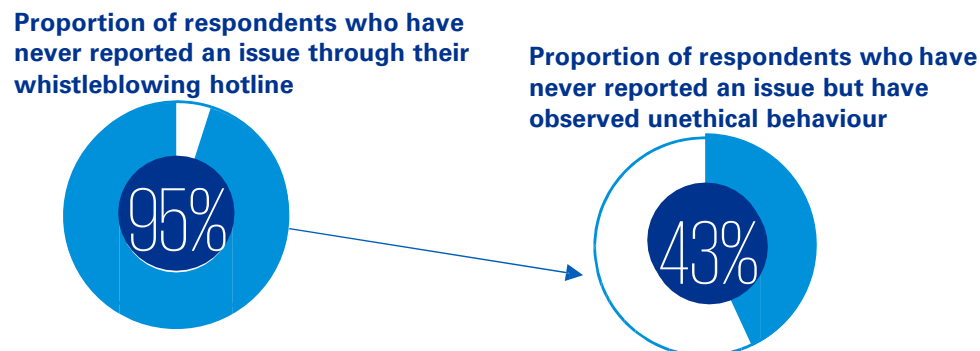 Proportion of respondents who have
never reported an issue through their
whistleblowing hotline
95%
Proportion of respondents who have
never reported an issue but have
observed unethical behaviour
43%